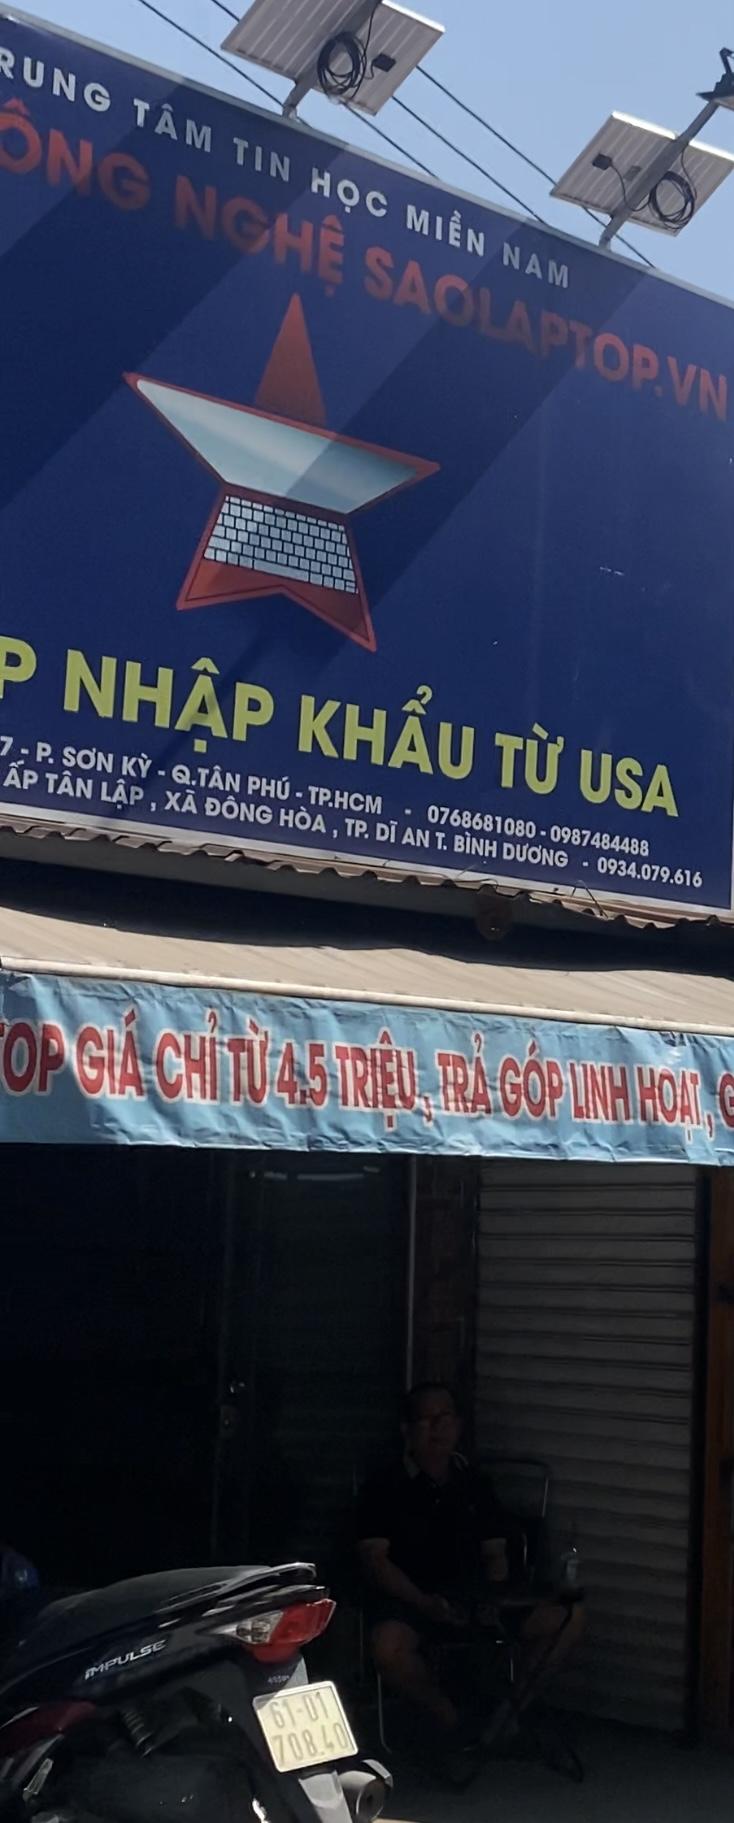 RUNG TÂM TIN HỌC MIỀN NAM
ÔNG NGHỆ SAOLAPTOP.VN
P NHẬP KHẨU TỪ USA
7 - P. SƠN KỲ - Q.TÂN PHÚ - TP.HCM - 0768681080 - 0987484488
ẤP TÂN LẬP , XÃ ĐÔNG HÒA , TP. DĨ AN T. BÌNH DƯƠNG - 0934.079.616
TOP GIÁ CHỈ TỪ 4.5 TRIỆU , TRẢ GÓP LINH HOẠT , G
IMPULSE
61-01
708.40